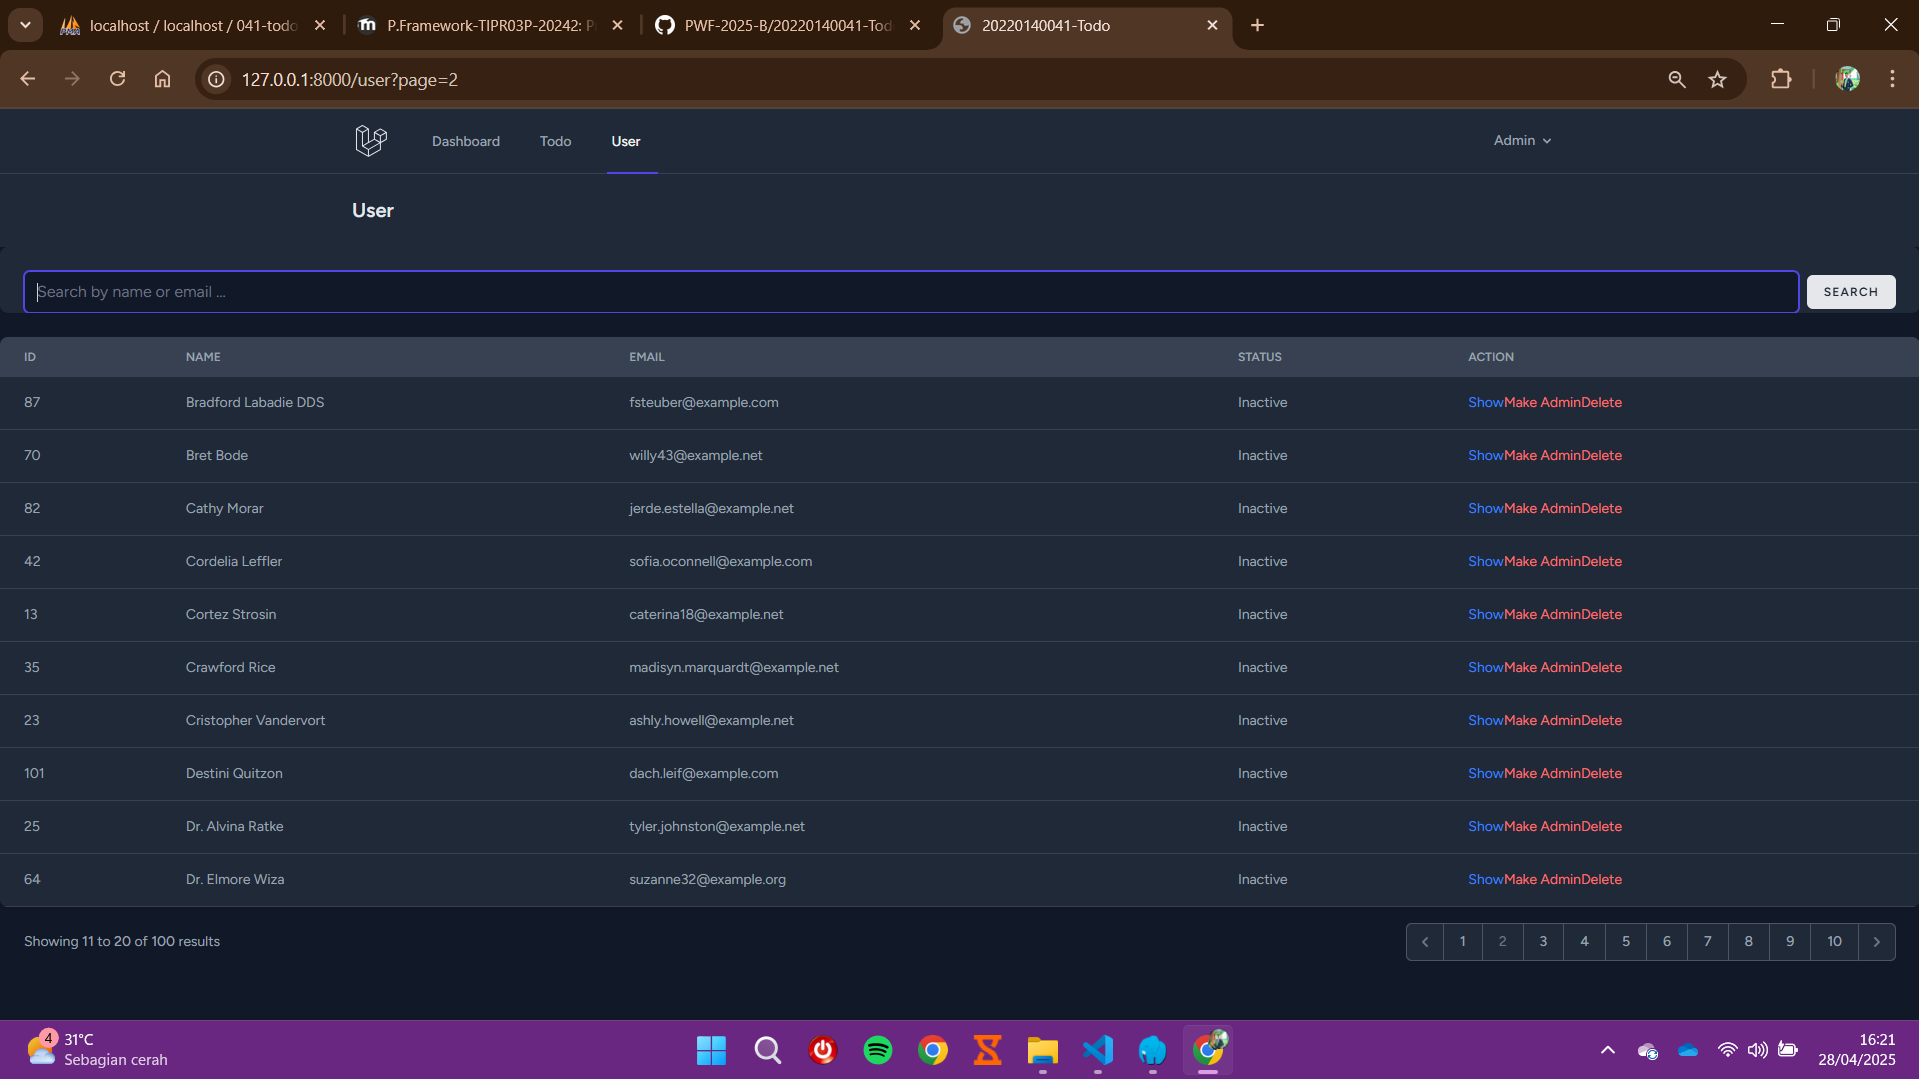 localhost / localhost / 041-todo
P.Framework-TIPR03P-20242: P
PWF-2025-B/20220140041-Tod
20220140041-Todo
127.0.0.1:8000/user?page=2
Dashboard Todo User Admin
User
Search by name or email ... SEARCH
ID NAME EMAIL STATUS ACTION
87 Bradford Labadie DDS fsteuber@example.com Inactive ShowMake AdminDelete
70 Bret Bode willy43@example.net Inactive ShowMake AdminDelete
82 Cathy Morar jerde.estella@example.net Inactive ShowMake AdminDelete
42 Cordelia Leffler sofia.oconnell@example.com Inactive ShowMake AdminDelete
13 Cortez Strosin caterina18@example.net Inactive ShowMake AdminDelete
35 Crawford Rice madisyn.marquardt@example.net Inactive ShowMake AdminDelete
23 Cristopher Vandervort ashly.howell@example.net Inactive ShowMake AdminDelete
101 Destini Quitzon dach.leif@example.com Inactive ShowMake AdminDelete
25 Dr. Alvina Ratke tyler.johnston@example.net Inactive ShowMake AdminDelete
64 Dr. Elmore Wiza suzanne32@example.org Inactive ShowMake AdminDelete
Showing 11 to 20 of 100 results 1 2 3 4 5 6 7 8 9 10
4 31°C
Sebagian cerah
16:21
28/04/2025